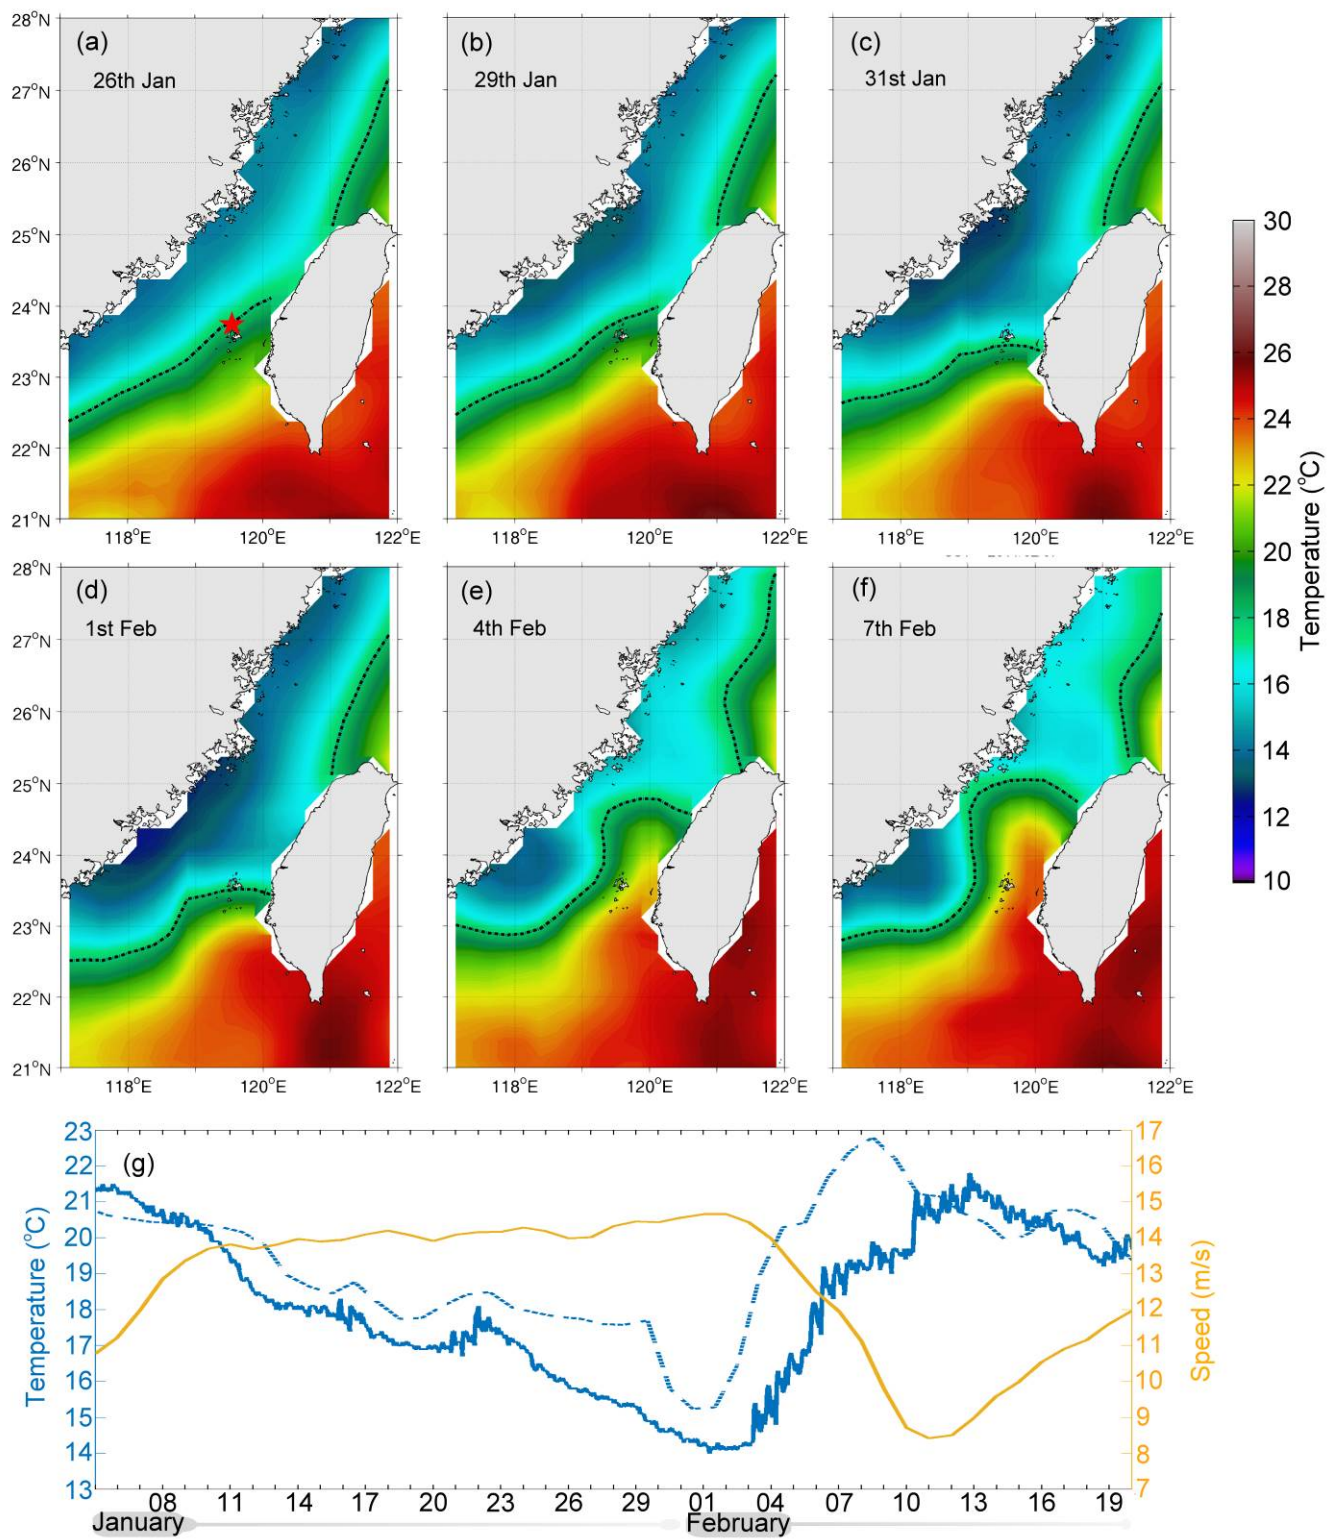 (a)
26th Jan
(b)
29th Jan
(c)
31st Jan
28°N
27°N
26°N
25°N
24°N
23°N
22°N
21°N
118°E
120°E
122°E
118°E
120°E
122°E
118°E
120°E
122°E
30
28
26
24
22
20
18
16
14
12
10
Temperature (°C)
(d)
1st Feb
(e)
4th Feb
(f)
7th Feb
28°N
27°N
26°N
25°N
24°N
23°N
22°N
21°N
118°E
120°E
122°E
118°E
120°E
122°E
118°E
120°E
122°E
(g)
Temperature (°C)
23
22
21
20
19
18
17
16
15
14
13
17
16
15
14
13
12
11
10
9
8
7
Speed (m/s)
08 11 14 17 20 23 26 29 01 04 07 10 13 16 19
January February